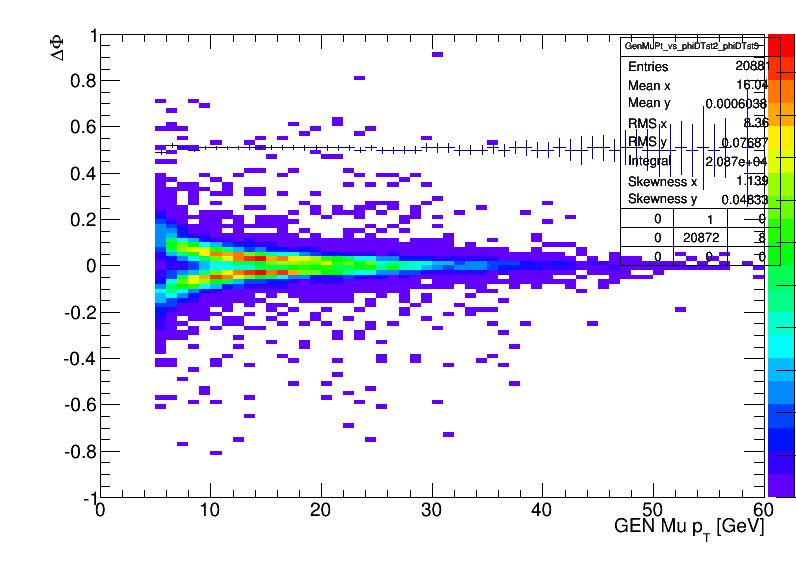 ΔΦ
1
0.8
0.6
0.4
0.2
0
-0.2
-0.4
-0.6
-0.8
-1
0
10
20
30
40
50
60
GEN Mu pT [GeV]
GenMuPt_vs_phiDTst2_phiDTst3
Entries 20881
Mean x 16.04
Mean y 0.0006038
RMS x 8.36
RMS y 0.07687
Integral 2.087e+04
Skewness x 1.139
Skewness y 0.04833
0 1 0
0 20872 8
0 0 0